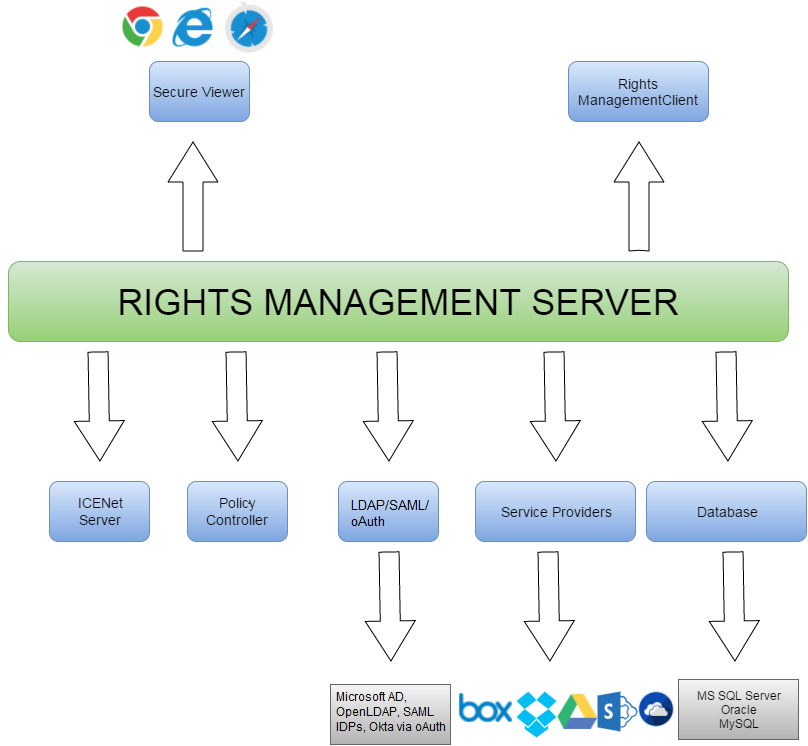 Secure Viewer
Rights
ManagementClient
RIGHTS MANAGEMENT SERVER
ICENet
Server
Policy
Controller
LDAP/SAML/
oAuth
Service Providers
Database
Microsoft AD,
OpenLDAP, SAML
IDPs, Okta via oAuth
box
S
MS SQL Server
Oracle
MySQL